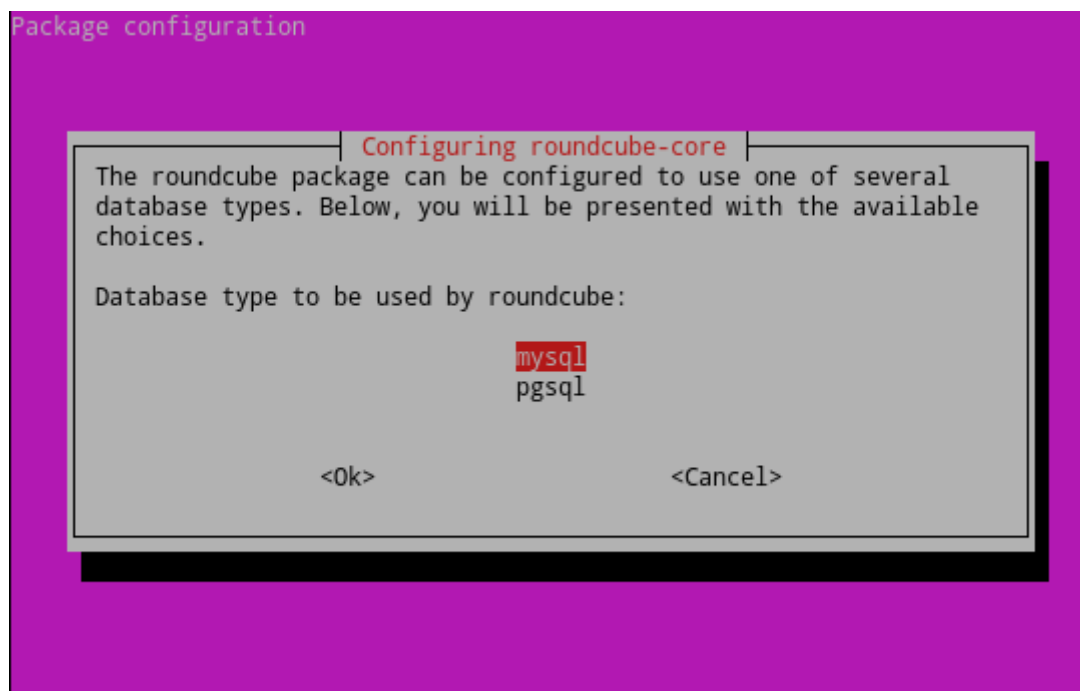 Package configuration
Configuring roundcube-core
The roundcube package can be configured to use one of several
database types. Below, you will be presented with the available
choices.
Database type to be used by roundcube:
mysql
pgsql
<Ok> <Cancel>